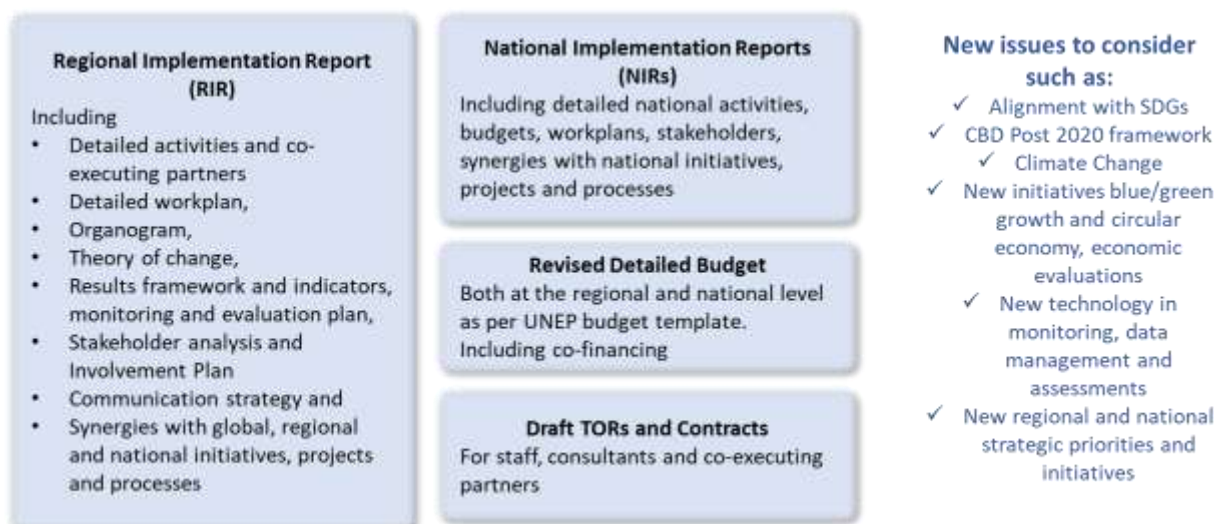 Regional Implementation Report
(RIR)
Including
• Detailed activities and co-
executing partners
• Detailed workplan,
• Organogram,
• Theory of change,
• Results framework and indicators,
monitoring and evaluation plan,
• Stakeholder analysis and
Involvement Plan
• Communication strategy and
• Synergies with global, regional
and national initiatives, projects
and processes
National Implementation Reports
(NIRs)
Including detailed national activities,
budgets, workplans, stakeholders,
synergies with national initiatives,
projects and processes
Revised Detailed Budget
Both at the regional and national level
as per UNEP budget template.
Including co-financing
Draft TORs and Contracts
For staff, consultants and co-executing
partners
New issues to consider
such as:
✓ Alignment with SDGs
✓ CBD Post 2020 framework
✓ Climate Change
✓ New initiatives blue/green
growth and circular
economy, economic
evaluations
✓ New technology in
monitoring, data
management and
assessments
✓ New regional and national
strategic priorities and
initiatives